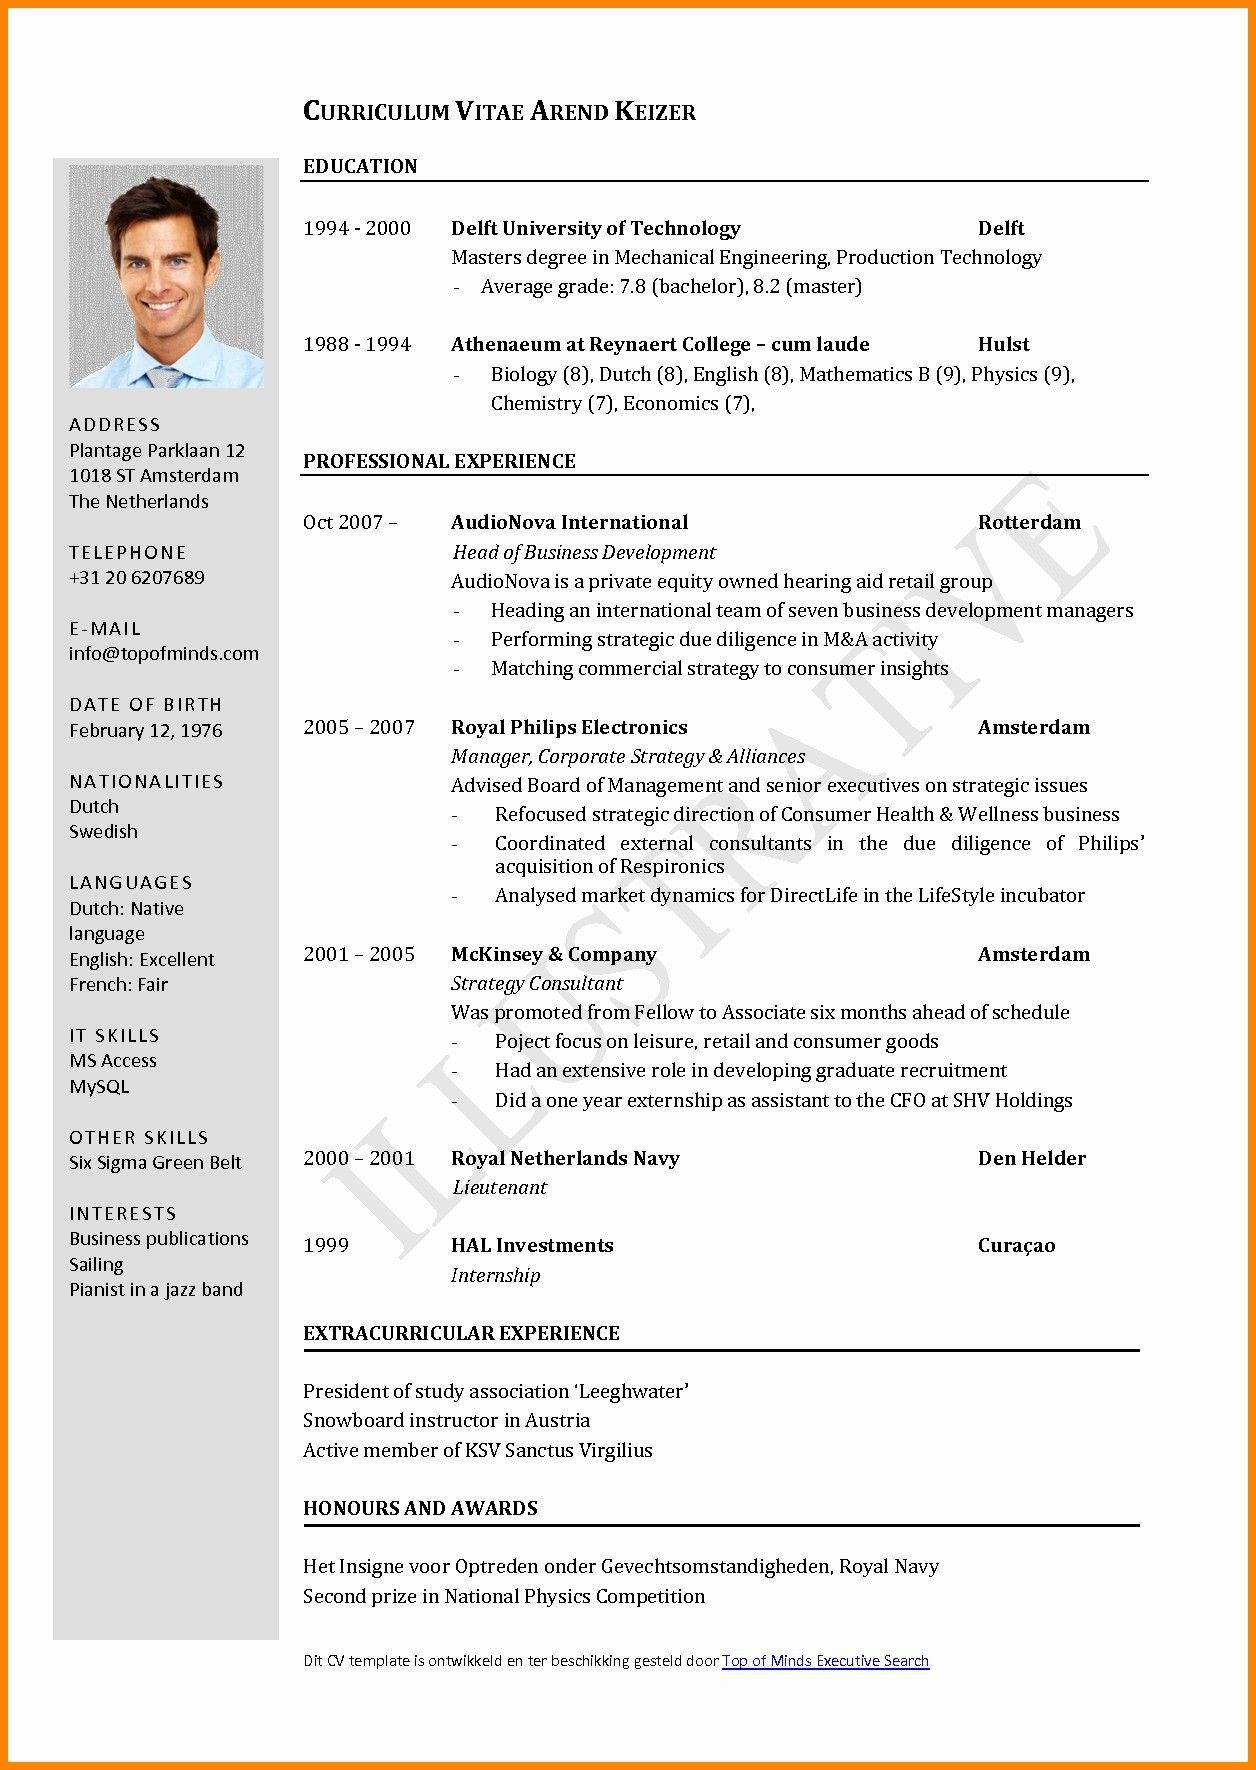 CURRICULUM VITAE AREND KEIZER
ADDRESS
Plantage Parklaan 12
1018 ST Amsterdam
The Netherlands
TELEPHONE
+31 20 6207689
E-MAIL
info@topofminds.com
DATE OF BIRTH
February 12, 1976
NATIONALITIES
Dutch
Swedish
LANGUAGES
Dutch: Native
language
English: Excellent
French: Fair
IT SKILLS
MS Access
MySQL
OTHER SKILLS
Six Sigma Green Belt
INTERESTS
Business publications
Sailing
Pianist in a jazz band
EDUCATION
1994 - 2000 Delft University of Technology Delft
Masters degree in Mechanical Engineering, Production Technology
- Average grade: 7.8 (bachelor), 8.2 (master)
1988 - 1994 Athenaeum at Reynaert College – cum laude Hulst
- Biology (8), Dutch (8), English (8), Mathematics B (9), Physics (9),
Chemistry (7), Economics (7),
PROFESSIONAL EXPERIENCE
Oct 2007 – AudioNova International Rotterdam
Head of Business Development
AudioNova is a private equity owned hearing aid retail group
- Heading an international team of seven business development managers
- Performing strategic due diligence in M&A activity
- Matching commercial strategy to consumer insights
2005 – 2007 Royal Philips Electronics Amsterdam
Manager, Corporate Strategy & Alliances
Advised Board of Management and senior executives on strategic issues
- Refocused strategic direction of Consumer Health & Wellness business
- Coordinated external consultants in the due diligence of Philips’
acquisition of Respironics
- Analysed market dynamics for DirectLife in the LifeStyle incubator
2001 – 2005 McKinsey & Company Amsterdam
Strategy Consultant
Was promoted from Fellow to Associate six months ahead of schedule
- Poject focus on leisure, retail and consumer goods
- Had an extensive role in developing graduate recruitment
- Did a one year externship as assistant to the CFO at SHV Holdings
2000 – 2001 Royal Netherlands Navy Den Helder
Lieutenant
1999 HAL Investments Curaçao
Internship
EXTRACURRICULAR EXPERIENCE
President of study association ‘Leeghwater’
Snowboard instructor in Austria
Active member of KSV Sanctus Virgilius
HONOURS AND AWARDS
Het Insigne voor Optreden onder Gevechtsomstandigheden, Royal Navy
Second prize in National Physics Competition
Dit CV template is ontwikkeld en ter beschikking gesteld door Top of Minds Executive Search
ILLUSTRATIVE